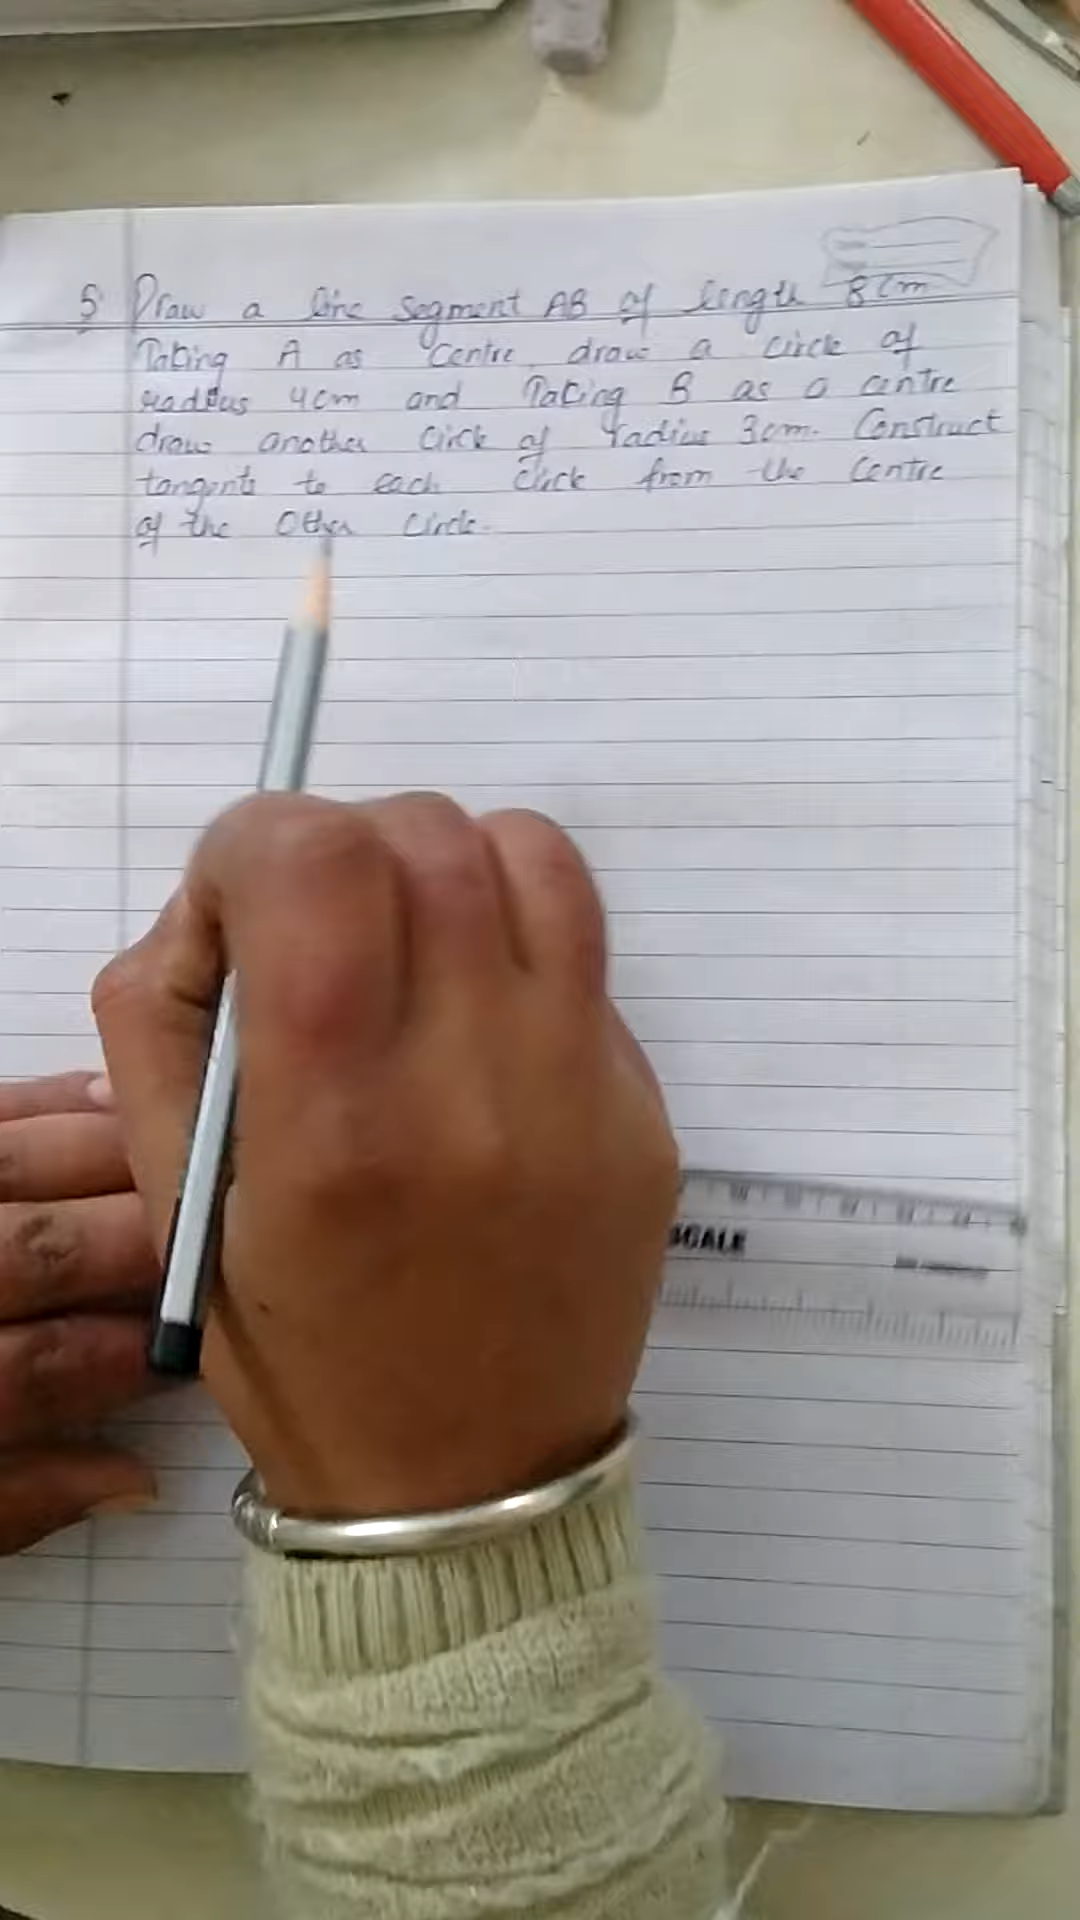 5 Draw a line segment AB of length 8cm
Taking A as centre, draw a circle of
radius 4cm and Taking B as a centre
draw another circle of radius 3cm. Construct
tangents to each circle from the centre
of the other circle.
SCALE